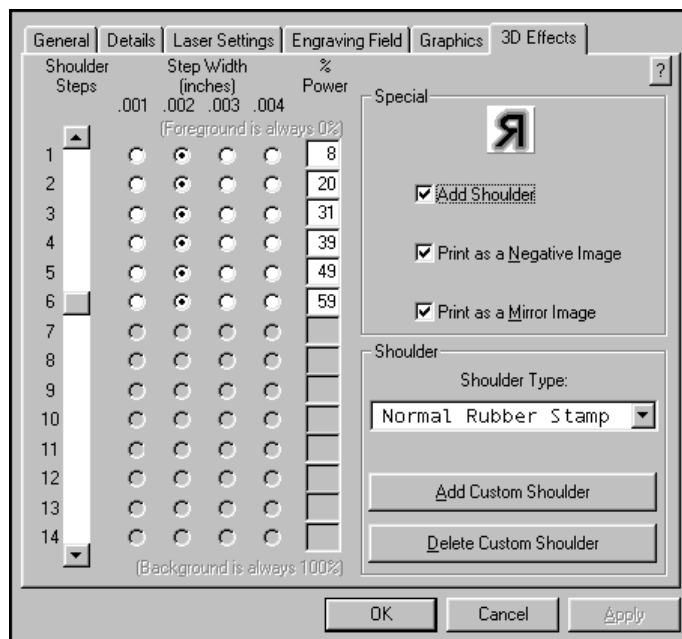 General Details Laser Settings Engraving Field Graphics 3D Effects
Shoulder Steps
Step Width (inches)
% Power
.001 .002 .003 .004
(Foreground is always 0%)
1 8
2 20
3 31
4 39
5 49
6 59
7
8
9
10
11
12
13
14
(Background is always 100%)
?
Special
Я
Add Shoulder
Print as a Negative Image
Print as a Mirror Image
Shoulder
Shoulder Type:
Normal Rubber Stamp
Add Custom Shoulder
Delete Custom Shoulder
OK Cancel Apply